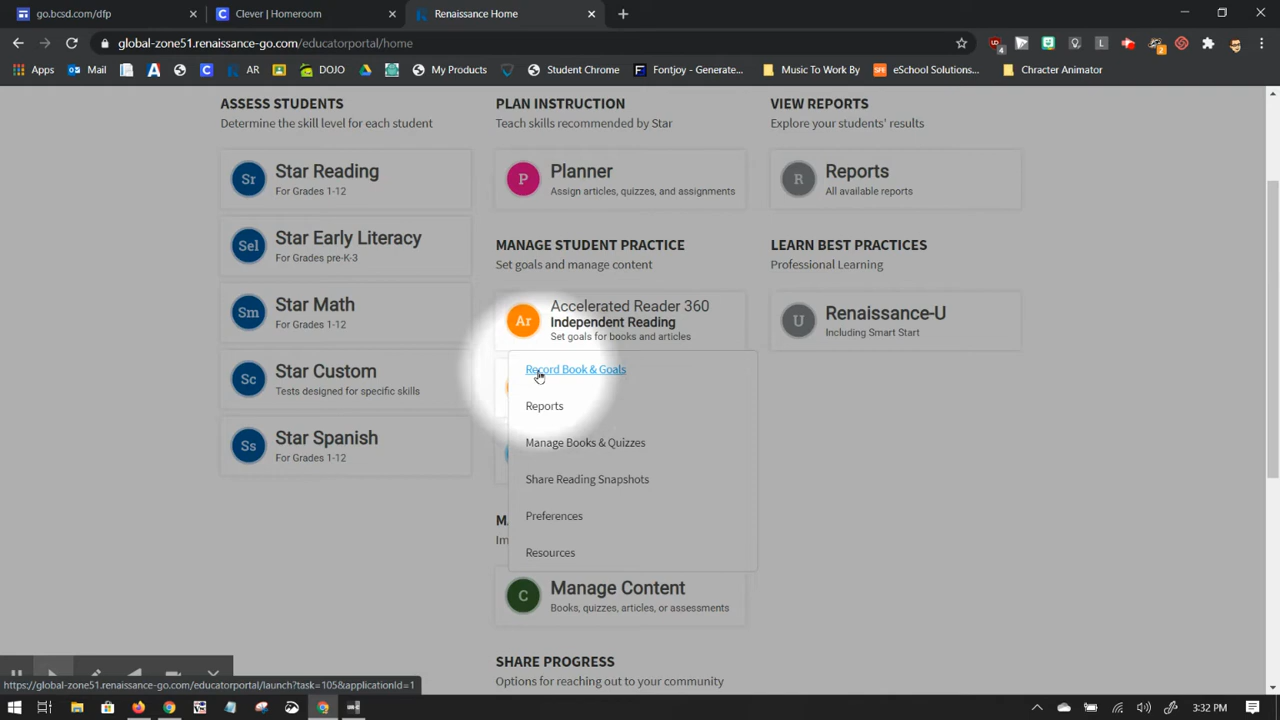 go.bcsd.com/dfp
Clever | Homeroom
Renaissance Home
global-zone51.renaissance-go.com/educatorportal/home
Apps
Mail
AR
DOJO
My Products
Student Chrome
Fontjoy - Generate...
Music To Work By
eSchool Solutions...
Chracter Animator
ASSESS STUDENTS
Determine the skill level for each student
Sr
Star Reading
For Grades 1-12
Sel
Star Early Literacy
For Grades pre-K-3
Sm
Star Math
For Grades 1-12
Sc
Star Custom
Tests designed for specific skills
Ss
Star Spanish
For Grades 1-12
PLAN INSTRUCTION
Teach skills recommended by Star
P
Planner
Assign articles, quizzes, and assignments
MANAGE STUDENT PRACTICE
Set goals and manage content
Ar
Accelerated Reader 360
Independent Reading
Set goals for books and articles
Record Book & Goals
Reports
Manage Books & Quizzes
Share Reading Snapshots
Preferences
Resources
C
Manage Content
Books, quizzes, articles, or assessments
SHARE PROGRESS
Options for reaching out to your community
VIEW REPORTS
Explore your students' results
R
Reports
All available reports
LEARN BEST PRACTICES
Professional Learning
U
Renaissance-U
Including Smart Start
https://global-zone51.renaissance-go.com/educatorportal/launch?task=105&applicationId=1
3:32 PM